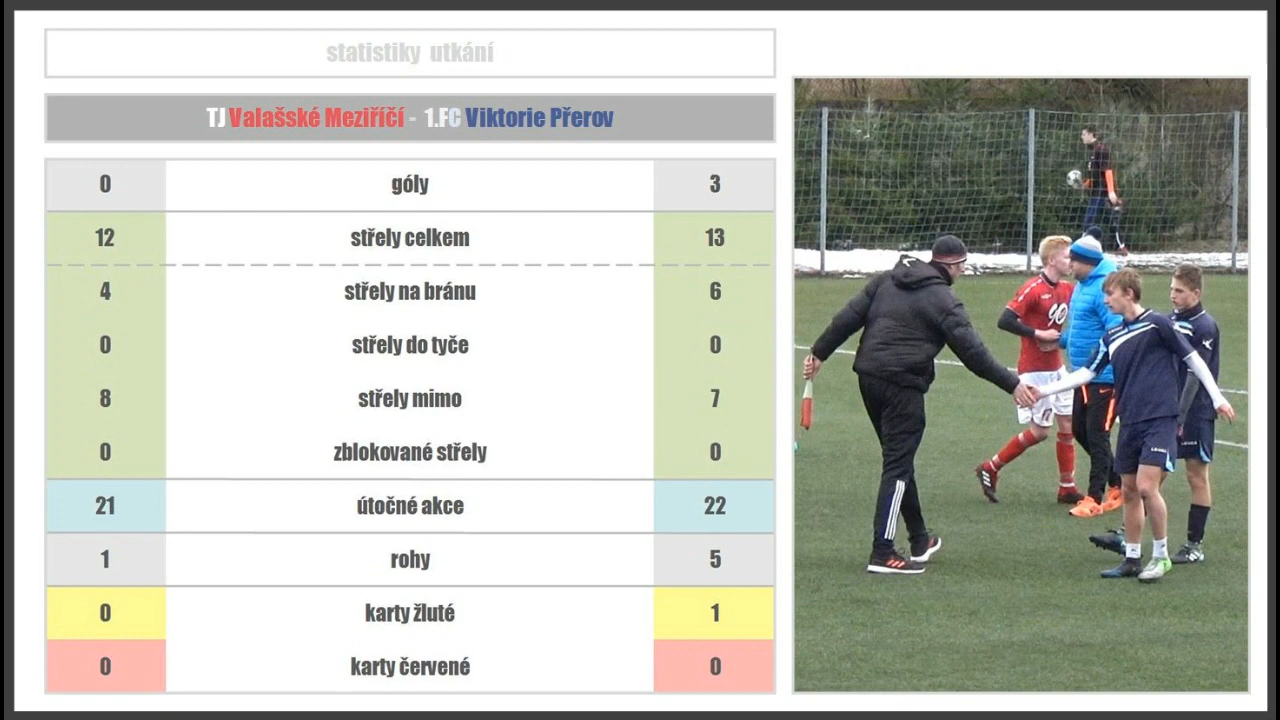 statistiky utkání
TJ Valašské Meziříčí - 1.FC Viktorie Přerov
0 góly 3
12 střely celkem 13
4 střely na bránu 6
0 střely do tyče 0
8 střely mimo 7
0 zblokované střely 0
21 útočné akce 22
1 rohy 5
0 karty žluté 1
0 karty červené 0